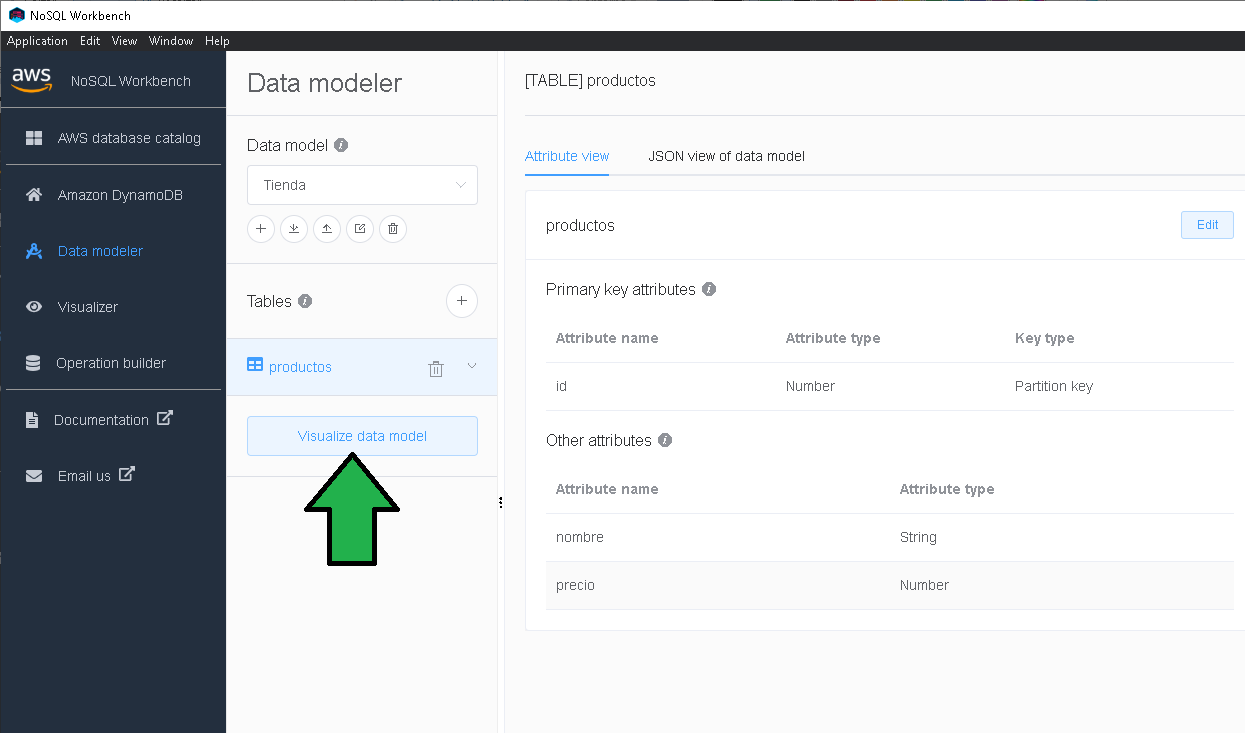 NoSQL Workbench
Application Edit View Window Help
aws NoSQL Workbench
AWS database catalog
Amazon DynamoDB
Data modeler
Visualizer
Operation builder
Documentation
Email us
Data modeler
Data model
Tienda
Tables
productos
Visualize data model
[TABLE] productos
Attribute view JSON view of data model
productos Edit
Primary key attributes
Attribute name Attribute type Key type
id Number Partition key
Other attributes
Attribute name Attribute type
nombre String
precio Number